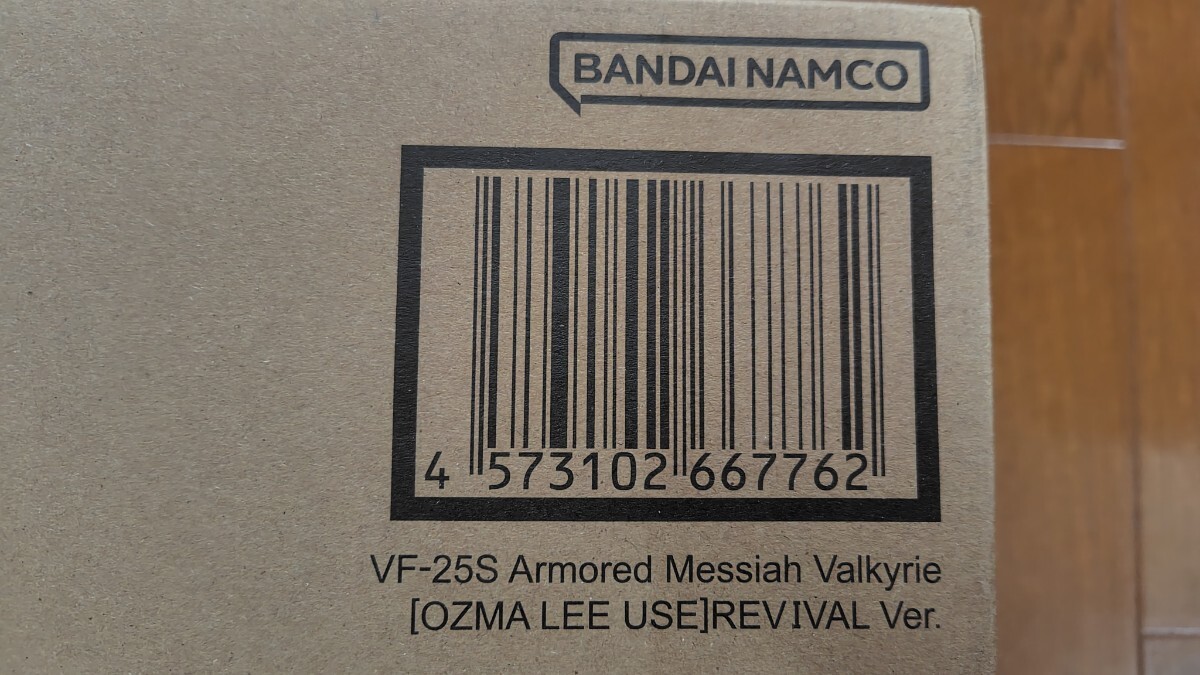 BANDAI NAMCO
4 573102 667762
VF-25S Armored Messiah Valkyrie
[OZMA LEE USE]REVIVAL Ver.